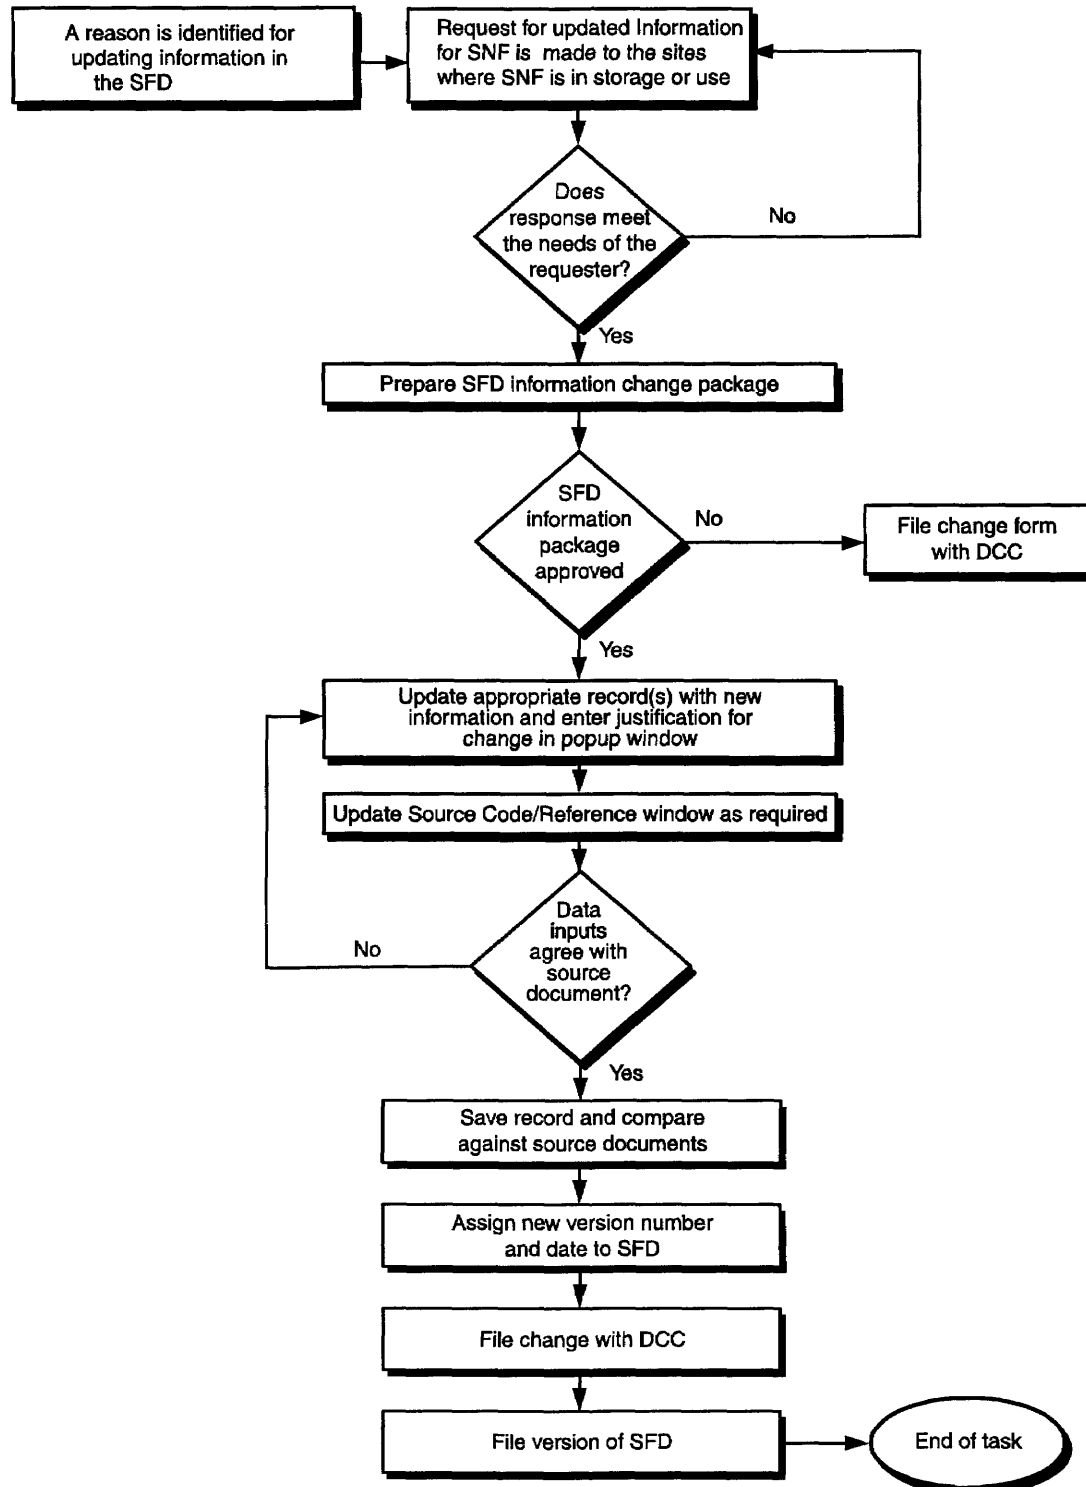 A reason is identified for
updating information in
the SFD
Request for updated Information
for SNF is made to the sites
where SNF is in storage or use
Does
response meet
the needs of the
requester?
No
Yes
Prepare SFD information change package
SFD
information
package
approved
No
File change form
with DCC
Yes
Update appropriate record(s) with new
information and enter justification for
change in popup window
Update Source Code/Reference window as required
Data
inputs
agree with
source
document?
No
Yes
Save record and compare
against source documents
Assign new version number
and date to SFD
File change with DCC
File version of SFD
End of task